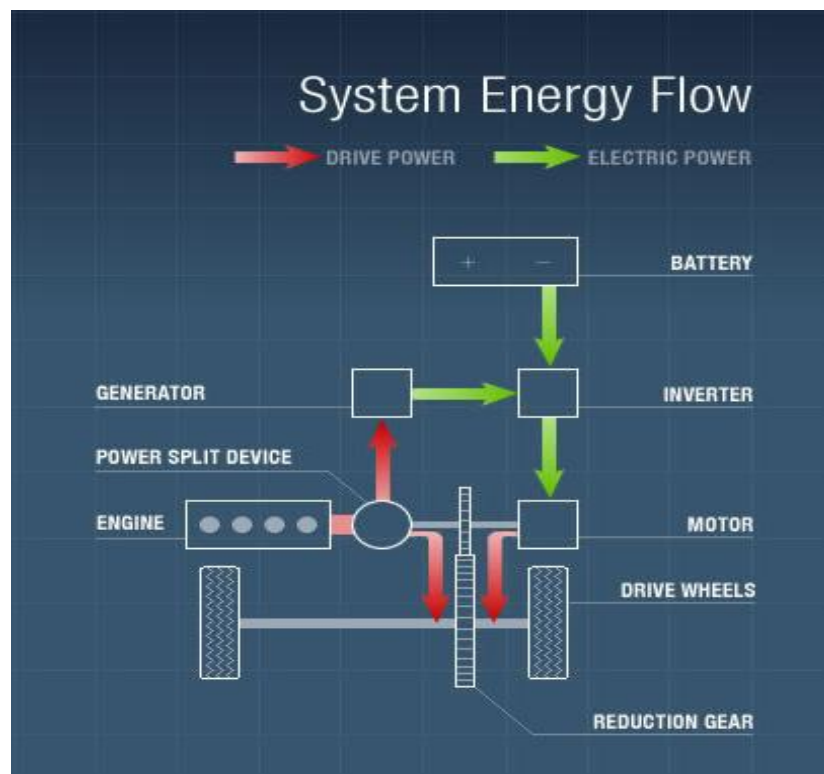 System Energy Flow
DRIVE POWER ELECTRIC POWER
+ −
BATTERY
GENERATOR
INVERTER
POWER SPLIT DEVICE
ENGINE
MOTOR
DRIVE WHEELS
REDUCTION GEAR